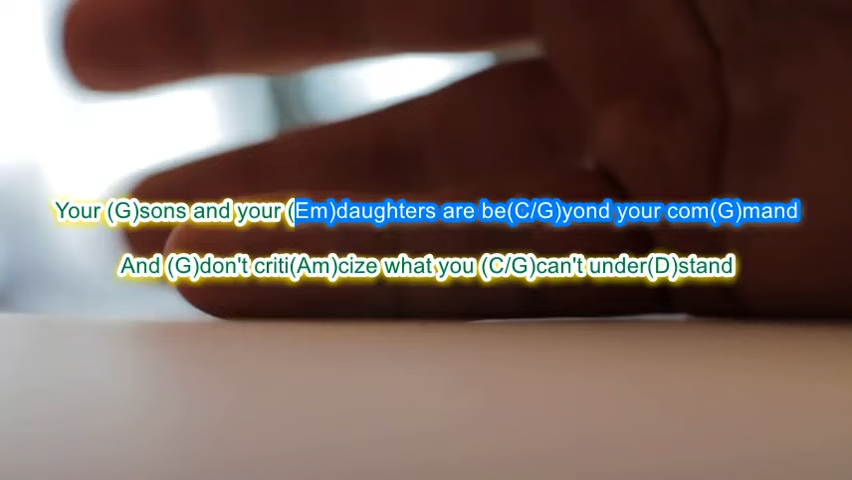 Your (G)sons and your (Em)daughters are be(C/G)yond your com(G)mand
And (G)don't criti(Am)cize what you (C/G)can't under(D)stand